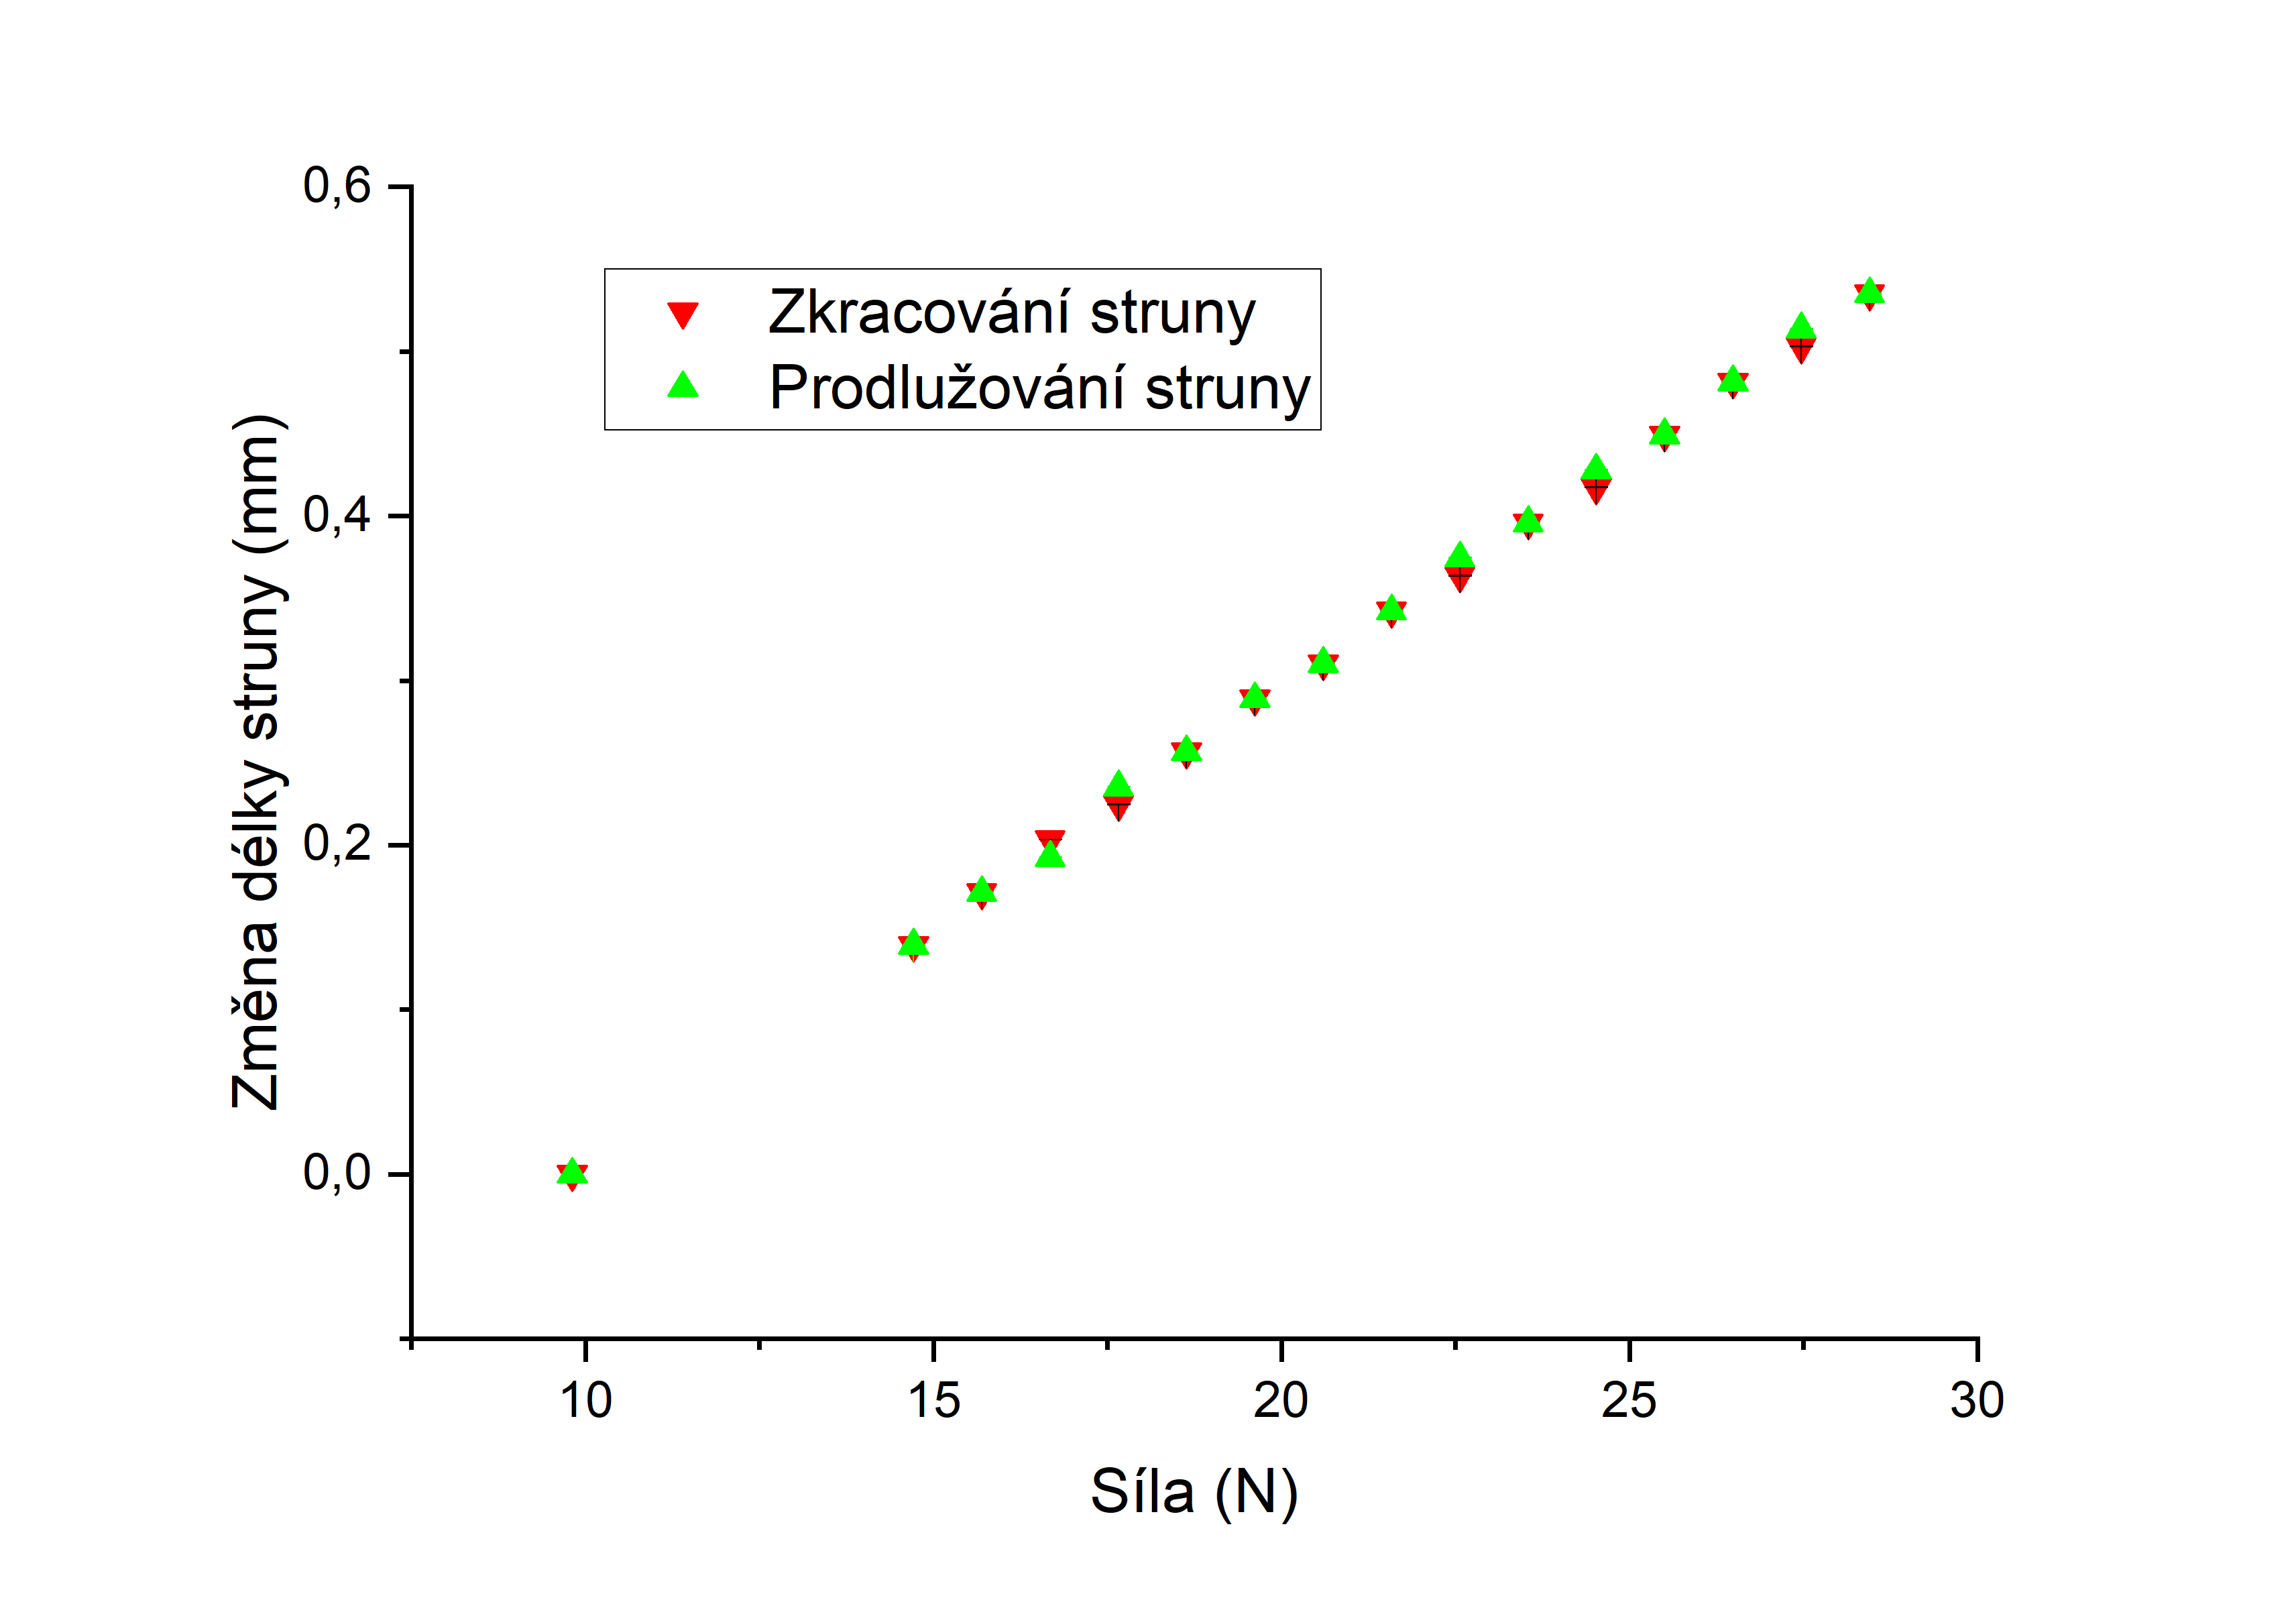 0,6
Zkracování struny
Prodlužování struny
0,4
0,2
0,0
Změna délky struny (mm)
10 15 20 25 30
Síla (N)